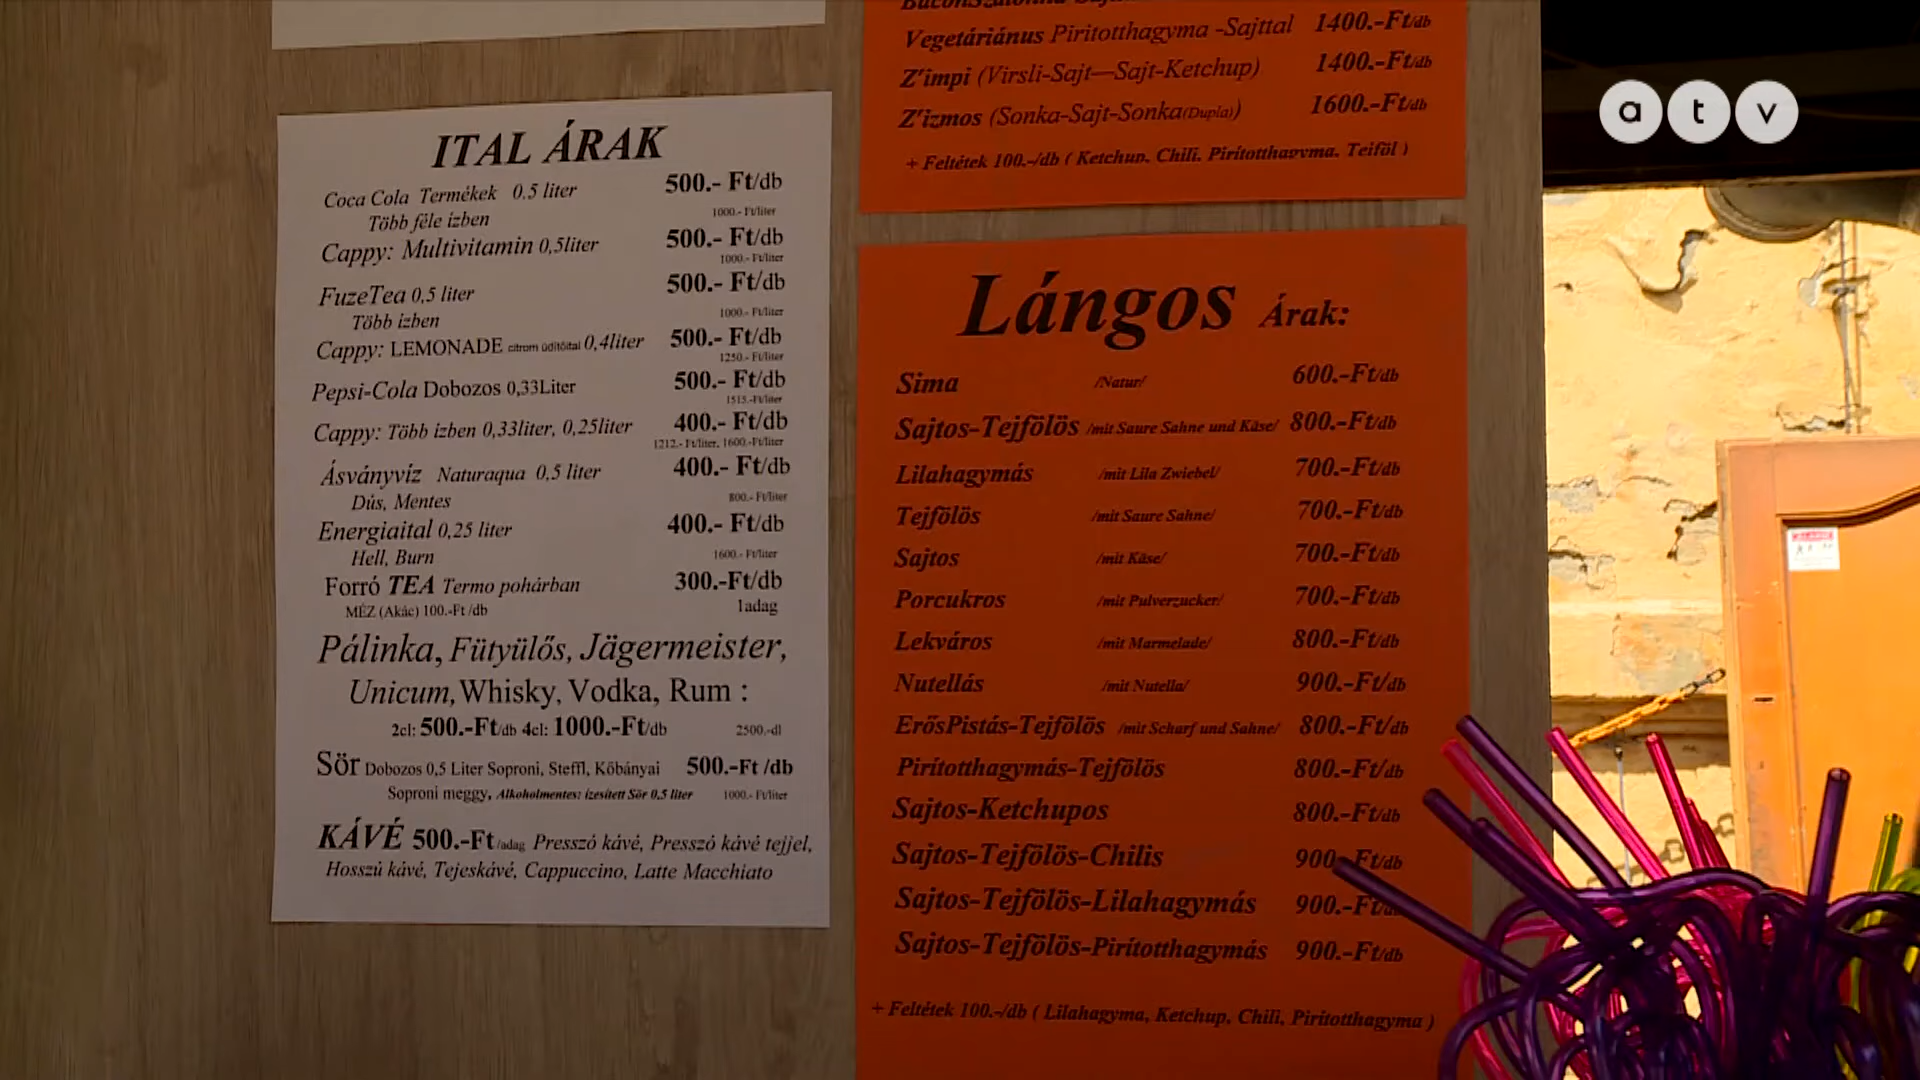 ITAL ÁRAK
Coca Cola Termékek 0.5 liter 500.- Ft/db
Több féle ízben 1000.- Ft/liter
Cappy: Multivitamin 0,5liter 500.- Ft/db
1000.- Ft/liter
FuzeTea 0,5 liter 500.- Ft/db
Több ízben 1000.- Ft/liter
Cappy: LEMONADE citrom üdítőital 0,4liter 500.- Ft/db
1250.- Ft/liter
Pepsi-Cola Dobozos 0,33Liter 500.- Ft/db
1515.- Ft/liter
Cappy: Több ízben 0,33liter, 0,25liter 400.- Ft/db
1212.- Ft/liter, 1600.-Ft/liter
Ásványvíz Naturaqua 0,5 liter 400.- Ft/db
Dús, Mentes 800.- Ft/liter
Energiaital 0,25 liter 400.- Ft/db
Hell, Burn 1600.- Ft/liter
Forró TEA Termo pohárban 300.-Ft/db
MÉZ (Akác) 100.-Ft /db 1adag
Pálinka, Fütyülős, Jägermeister,
Unicum, Whisky, Vodka, Rum :
2cl: 500.-Ft/db 4cl: 1000.-Ft/db 2500.-dl
Sör Dobozos 0,5 Liter Soproni, Steffl, Kőbányai 500.-Ft /db
Soproni meggy, Alkoholmentes: ízesített Sör 0,5 liter 1000.- Ft/liter
KÁVÉ 500.-Ft/adag Presszó kávé, Presszó kávé tejjel,
Hosszú kávé, Tejeskávé, Cappuccino, Latte Macchiato
Vegetáriánus Pirítotthagyma -Sajttal 1400.-Ft/db
Z'impi (Virsli-Sajt—Sajt-Ketchup) 1400.-Ft/db
Z'izmos (Sonka-Sajt-Sonka(Dupla)) 1600.-Ft/db
+ Feltétek 100.-/db ( Ketchup, Chili, Pirítotthagyma, Tejföl )
Lángos Árak:
Sima /Natur/ 600.-Ft/db
Sajtos-Tejfölös /mit Saure Sahne und Käse/ 800.-Ft/db
Lilahagymás /mit Lila Zwiebel/ 700.-Ft/db
Tejfölös /mit Saure Sahne/ 700.-Ft/db
Sajtos /mit Käse/ 700.-Ft/db
Porcukros /mit Pulverzucker/ 700.-Ft/db
Lekváros /mit Marmelade/ 800.-Ft/db
Nutellás /mit Nutella/ 900.-Ft/db
ErősPistás-Tejfölös /mit Scharf und Sahne/ 800.-Ft/db
Pirítotthagymás-Tejfölös 800.-Ft/db
Sajtos-Ketchupos 800.-Ft/db
Sajtos-Tejfölös-Chilis 900.-Ft/db
Sajtos-Tejfölös-Lilahagymás 900.-Ft/db
Sajtos-Tejfölös-Pirítotthagymás 900.-Ft/db
+ Feltétek 100.-/db ( Lilahagyma, Ketchup, Chili, Pirítotthagyma )
atv